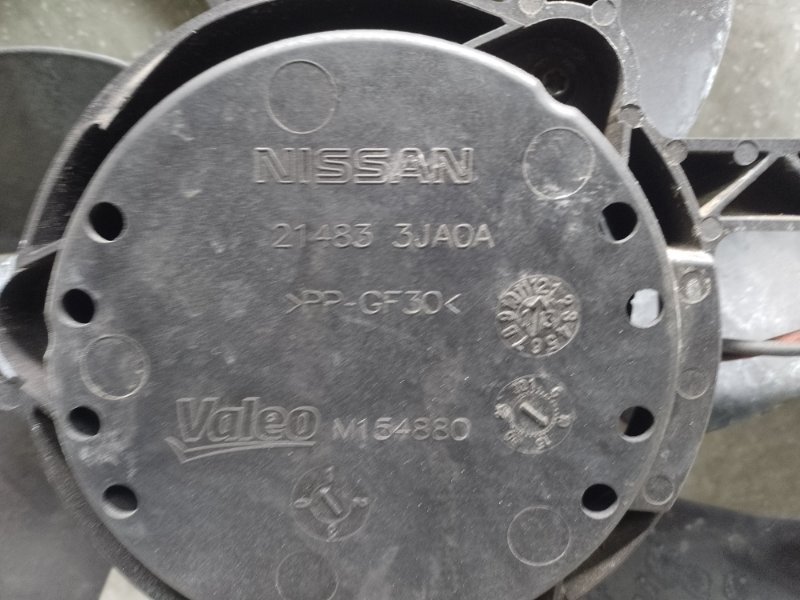 NISSAN
21483 3JA0A
>PP-GF30<
Valeo M154880